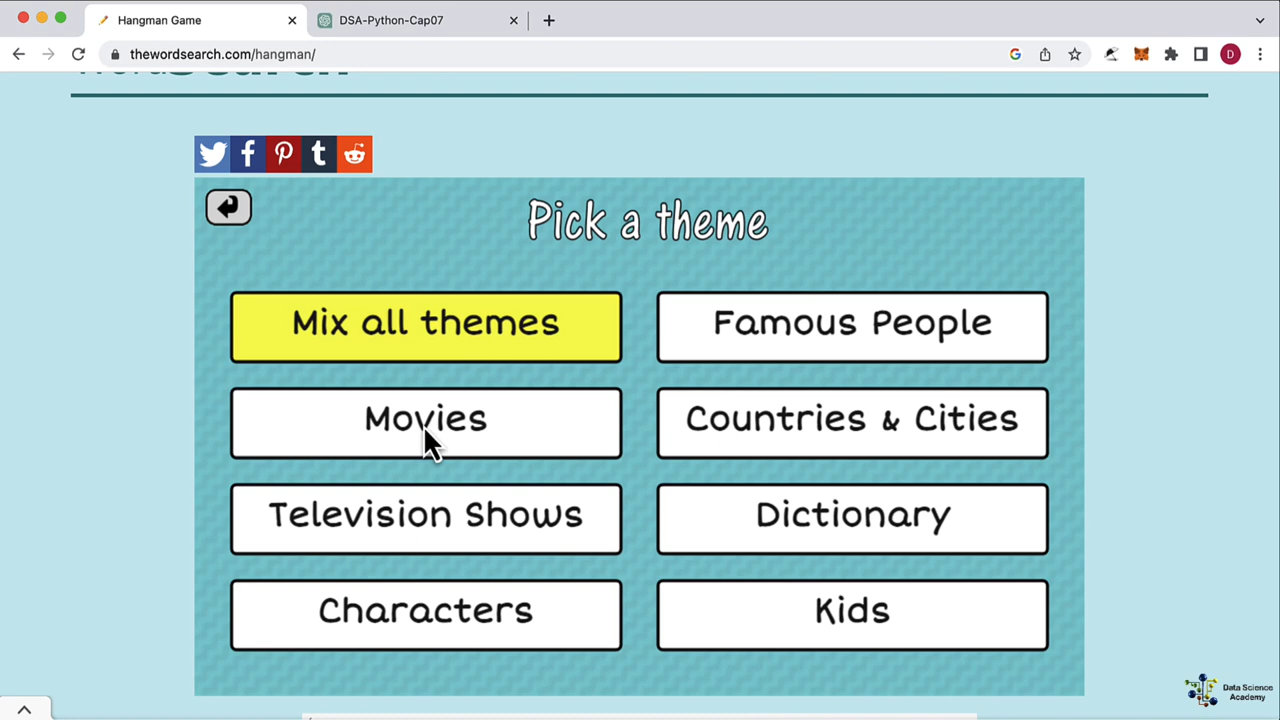 Hangman Game
DSA-Python-Cap07
thewordsearch.com/hangman/
D
Pick a theme
Mix all themes
Famous People
Movies
Countries & Cities
Television Shows
Dictionary
Characters
Kids
Data Science
Academy